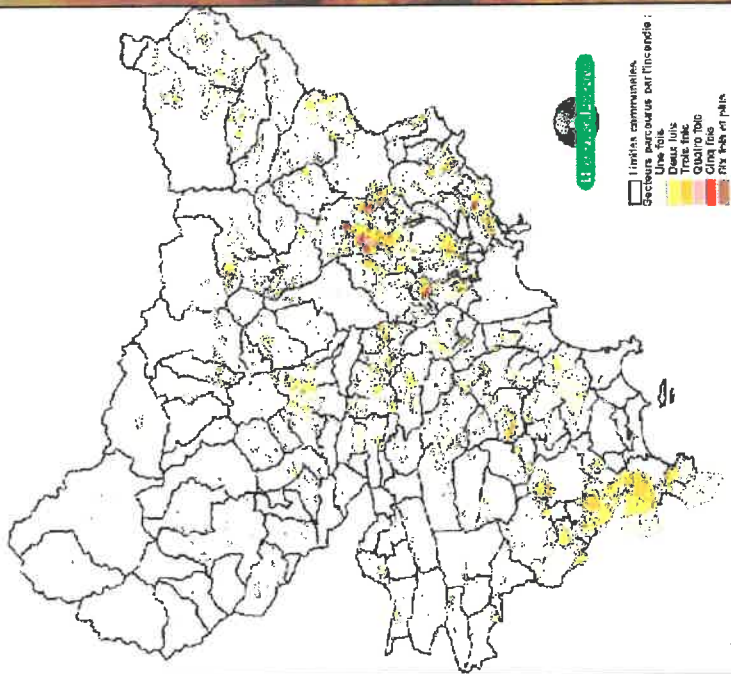 Limites communales
Secteurs parcourus par l'incendie :
Une fois
Deux fois
Trois fois
Quatre fois
Cinq fois
Six fois et plus